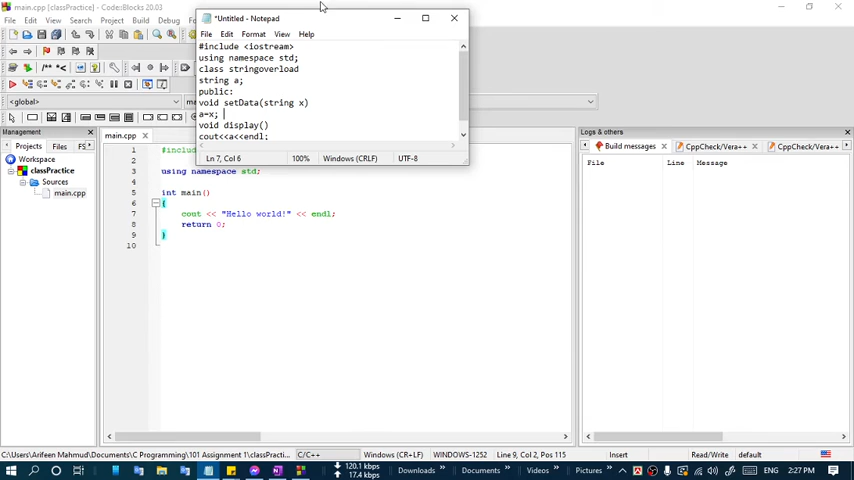 main.cpp [classPractice] - Code::Blocks 20.03
File Edit View Search Project Build
*Untitled - Notepad
File Edit Format View Help
#include <iostream>
using namespace std;
class stringoverload
string a;
public:
void setData(string x)
a=x;
void display()
cout<<a<<endl;
Ln 7, Col 6 100% Windows (CRLF) UTF-8
/** *<
<global>
Management
Projects Files
Workspace
classPractice
Sources
main.cpp
main.cpp
1 #inclu
3 using namespace std;
4
5 int main()
6 {
7 cout << "Hello world!" << endl;
8 return 0;
9 }
10
Logs & others
Build messages CppCheck/Vera++ CppCheck/Vera++
File Line Message
C:\Users\Arifeen Mahmud\Documents\C Programming\101 Assignment 1\classPracti... C/C++ Windows (CR+LF) WINDOWS-1252 Line 9, Col 2, Pos 115 Insert Read/Write default
120.1 kbps
17.4 kbps
Downloads Documents Videos Pictures ENG 2:27 PM